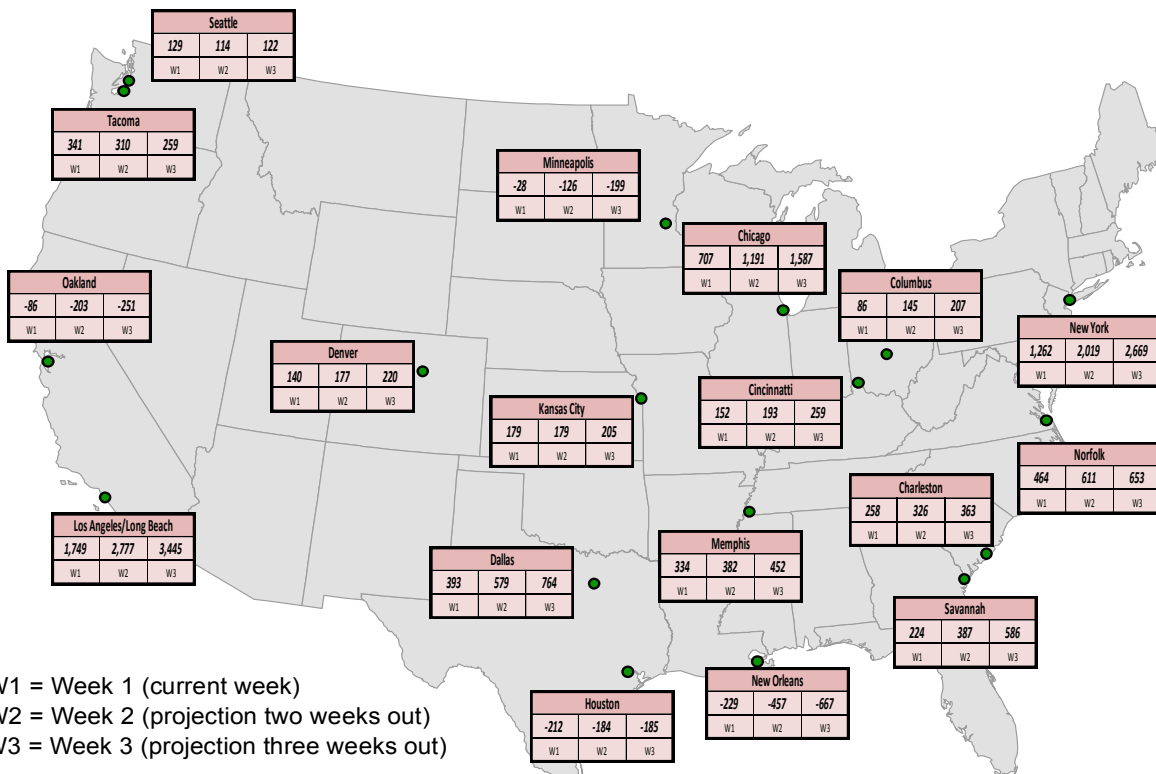 Seattle
129 114 122
W1 W2 W3
Tacoma
341 310 259
W1 W2 W3
Minneapolis
-28 -126 -199
W1 W2 W3
Chicago
707 1,191 1,587
W1 W2 W3
Oakland
-86 -203 -251
W1 W2 W3
Columbus
86 145 207
W1 W2 W3
New York
1,262 2,019 2,669
W1 W2 W3
Denver
140 177 220
W1 W2 W3
Cincinnatti
152 193 259
W1 W2 W3
Kansas City
179 179 205
W1 W2 W3
Norfolk
464 611 653
W1 W2 W3
Charleston
258 326 363
W1 W2 W3
Los Angeles/Long Beach
1,749 2,777 3,445
W1 W2 W3
Memphis
334 382 452
W1 W2 W3
Dallas
393 579 764
W1 W2 W3
Savannah
224 387 586
W1 W2 W3
New Orleans
-229 -457 -667
W1 W2 W3
Houston
-212 -184 -185
W1 W2 W3
W1 = Week 1 (current week)
W2 = Week 2 (projection two weeks out)
W3 = Week 3 (projection three weeks out)